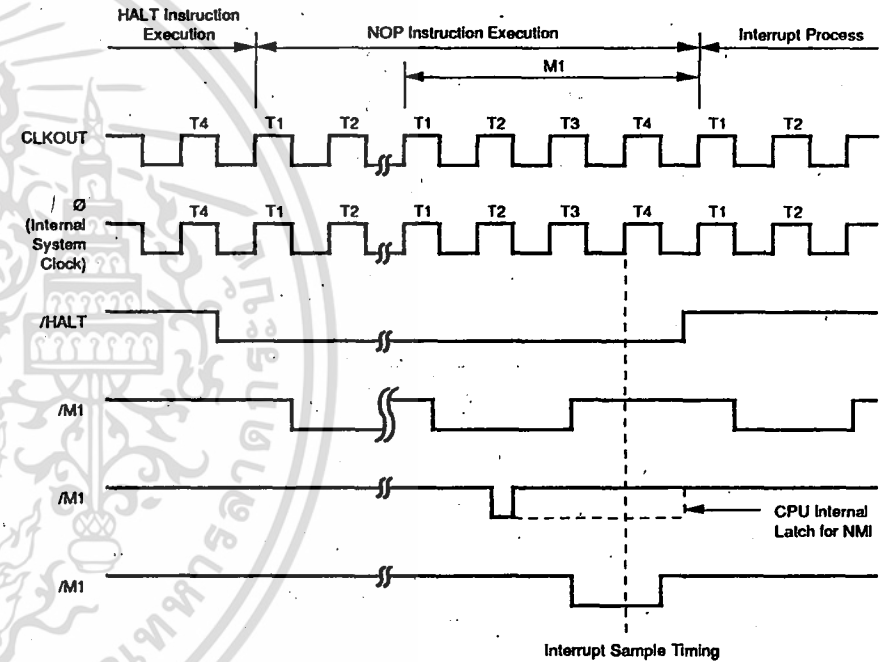 HALT Instruction
Execution
NOP Instruction Execution
Interrupt Process
M1
CLKOUT
T4 T1 T2 T1 T2 T3 T4 T1 T2
Ø
(Internal
System
Clock)
T4 T1 T2 T1 T2 T3 T4 T1 T2
/HALT
/M1
/M1
CPU Internal
Latch for NMI
/M1
Interrupt Sample Timing